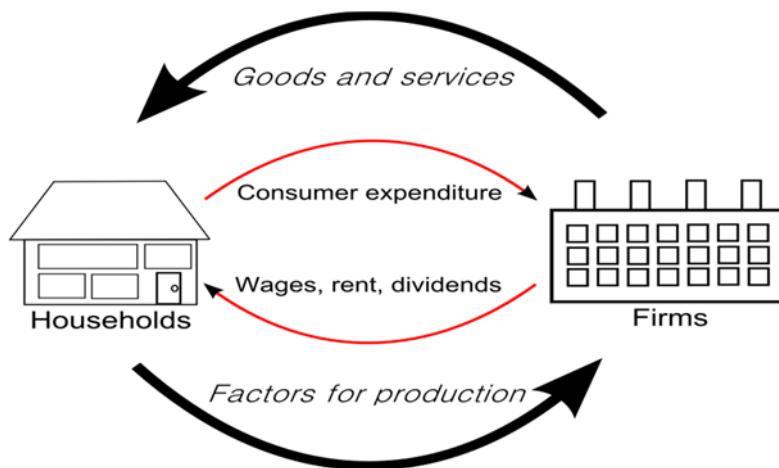 Goods and services
Consumer expenditure
Wages, rent, dividends
Households
Firms
Factors for production